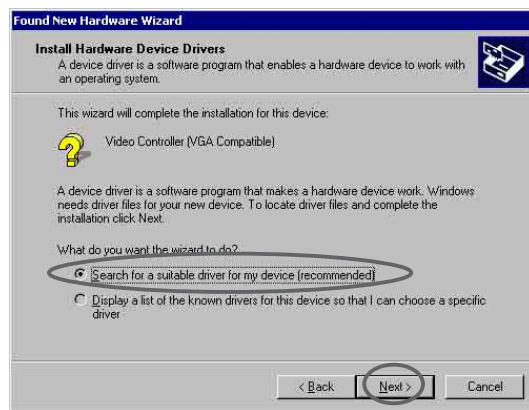 Found New Hardware Wizard
Install Hardware Device Drivers
A device driver is a software program that enables a hardware device to work with
an operating system.
This wizard will complete the installation for this device:
Video Controller (VGA Compatible)
A device driver is a software program that makes a hardware device work. Windows
needs driver files for your new device. To locate driver files and complete the
installation click Next.
What do you want the wizard to do?
Search for a suitable driver for my device (recommended)
Display a list of the known drivers for this device so that I can choose a specific
driver
< Back
Next >
Cancel